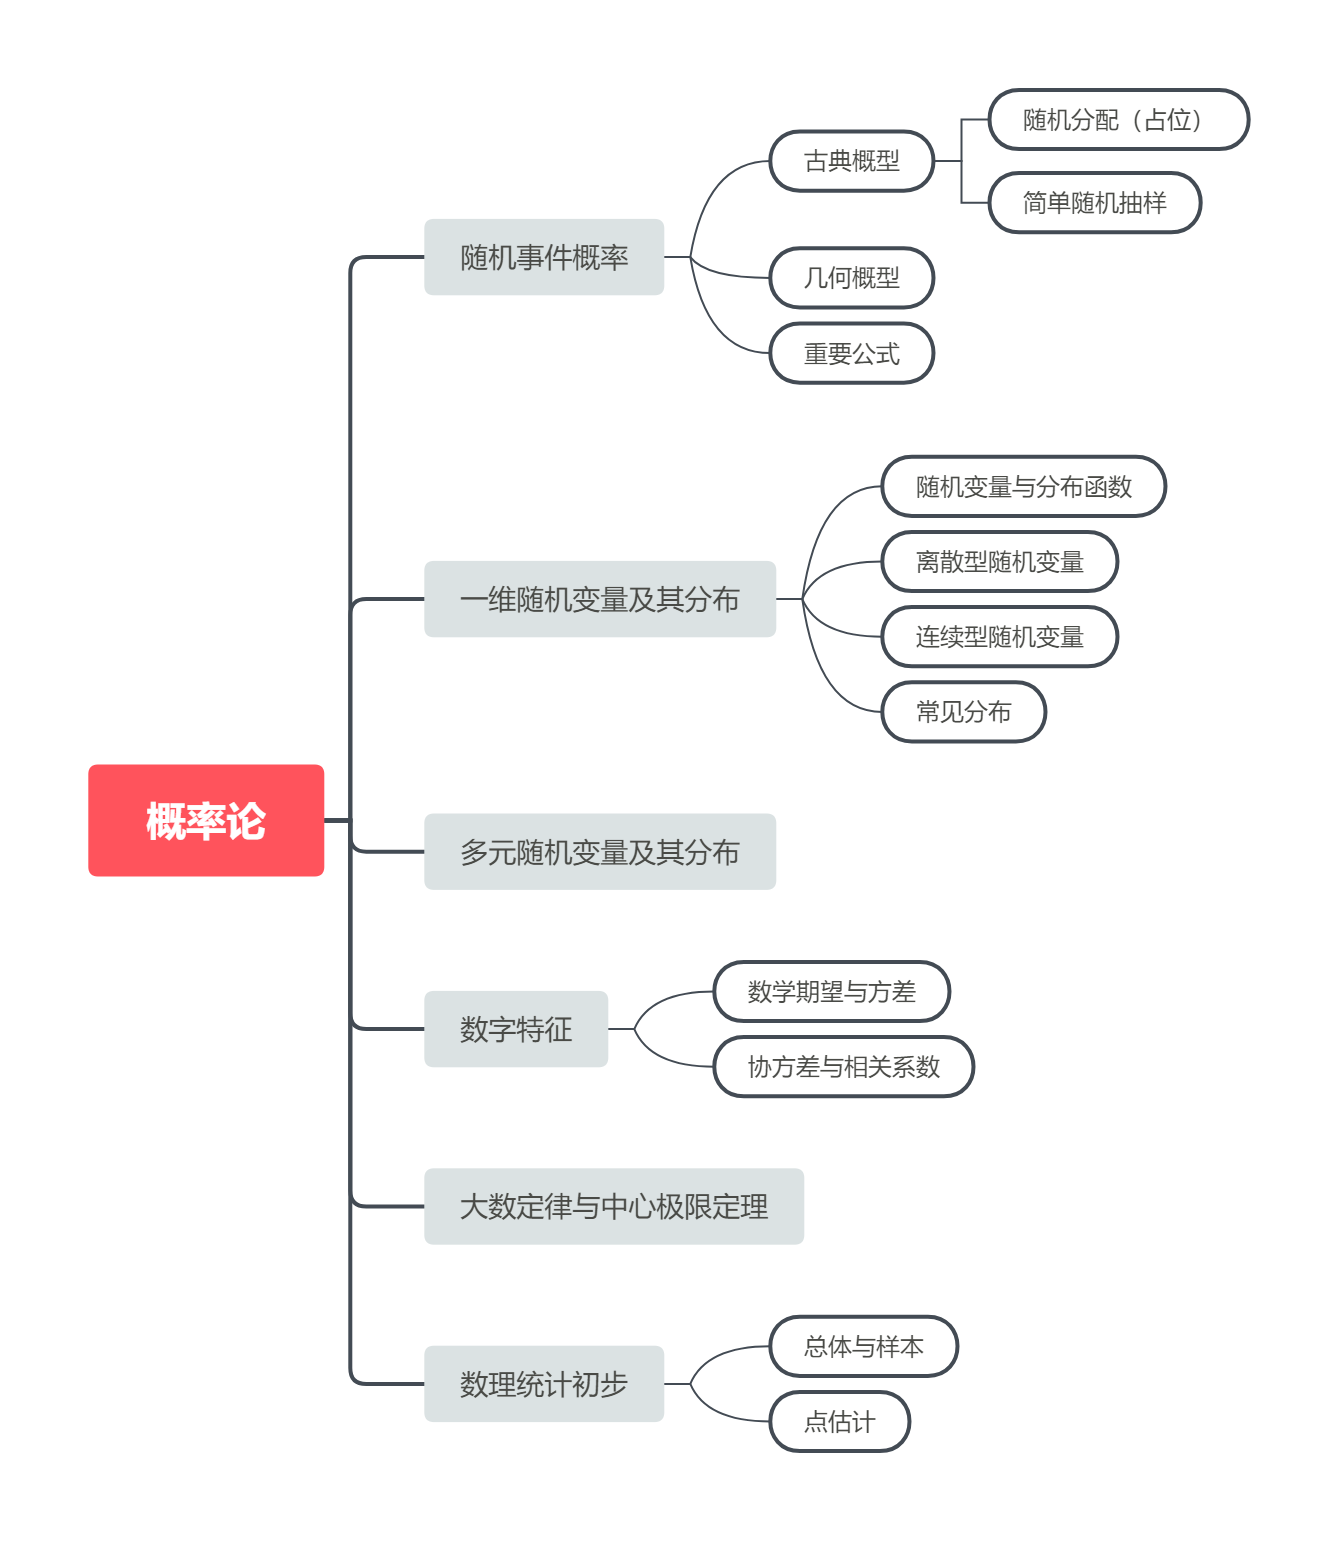 概率论
随机事件概率
古典概型
随机分配（占位）
简单随机抽样
几何概型
重要公式
一维随机变量及其分布
随机变量与分布函数
离散型随机变量
连续型随机变量
常见分布
多元随机变量及其分布
数字特征
数学期望与方差
协方差与相关系数
大数定律与中心极限定理
数理统计初步
总体与样本
点估计